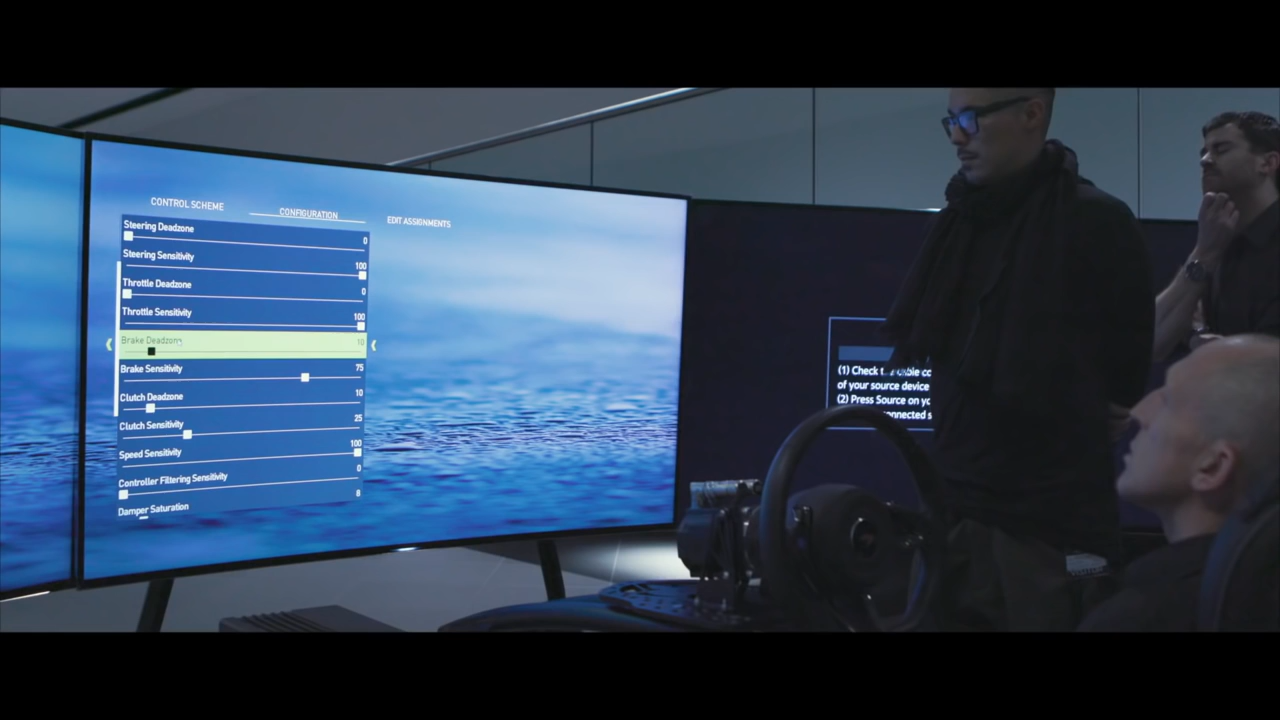 CONTROL SCHEME
CONFIGURATION
EDIT ASSIGNMENTS
Steering Deadzone 0
Steering Sensitivity 100
Throttle Deadzone 0
Throttle Sensitivity 100
Brake Deadzone 10
Brake Sensitivity 75
Clutch Deadzone 10
Clutch Sensitivity 25
Speed Sensitivity 100
Controller Filtering Sensitivity 0
Damper Saturation 8
(1) Check
of your source device
(2) Press Source on